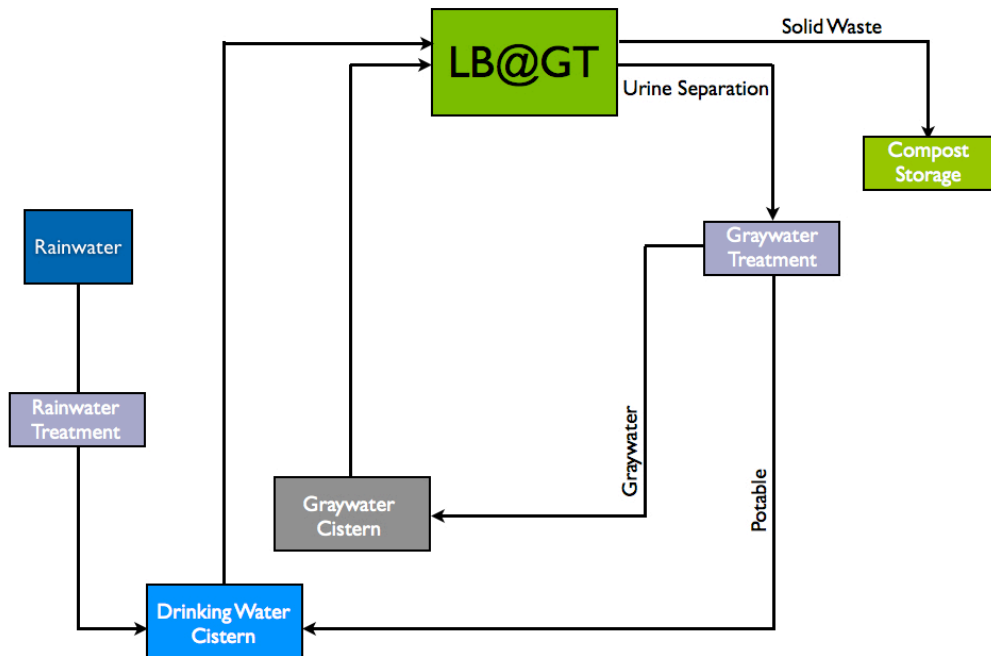 Solid Waste
LB@GT
Urine Separation
Compost
Storage
Rainwater
Graywater
Treatment
Rainwater
Treatment
Graywater
Potable
Graywater
Cistern
Drinking Water
Cistern